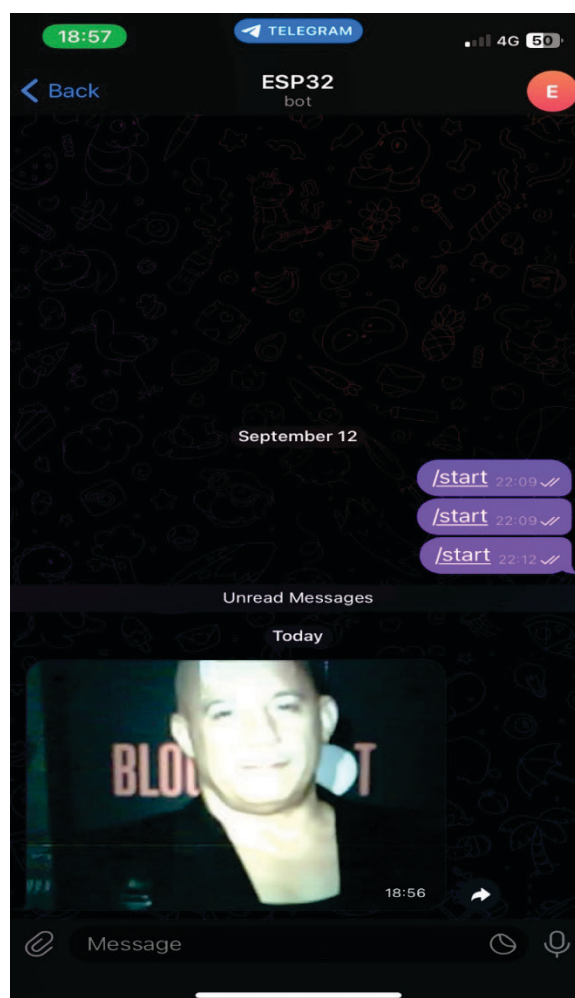 18:57
TELEGRAM
4G 50
Back
ESP32
bot
E
September 12
/start 22:09
/start 22:09
/start 22:12
Unread Messages
Today
BLO T
18:56
Message